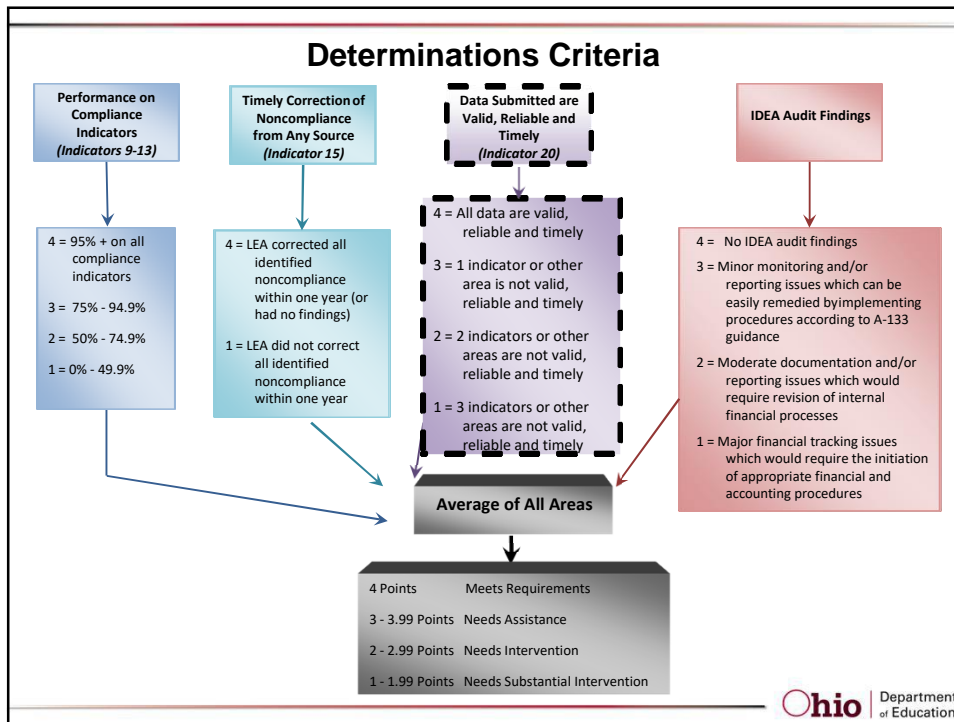 Determinations Criteria
Performance on
Compliance
Indicators
(Indicators 9-13)
4 = 95% + on all
compliance
indicators
3 = 75% - 94.9%
2 = 50% - 74.9%
1 = 0% - 49.9%
Timely Correction of
Noncompliance
from Any Source
(Indicator 15)
4 = LEA corrected all
identified
noncompliance
within one year (or
had no findings)
1 = LEA did not correct
all identified
noncompliance
within one year
Data Submitted are
Valid, Reliable and
Timely
(Indicator 20)
4 = All data are valid,
reliable and timely
3 = 1 indicator or other
area is not valid,
reliable and timely
2 = 2 indicators or other
areas are not valid,
reliable and timely
1 = 3 indicators or other
areas are not valid,
reliable and timely
IDEA Audit Findings
4 = No IDEA audit findings
3 = Minor monitoring and/or
reporting issues which can be
easily remedied byimplementing
procedures according to A-133
guidance
2 = Moderate documentation and/or
reporting issues which would
require revision of internal
financial processes
1 = Major financial tracking issues
which would require the initiation
of appropriate financial and
accounting procedures
Average of All Areas
4 Points Meets Requirements
3 - 3.99 Points Needs Assistance
2 - 2.99 Points Needs Intervention
1 - 1.99 Points Needs Substantial Intervention
Ohio Department
of Education